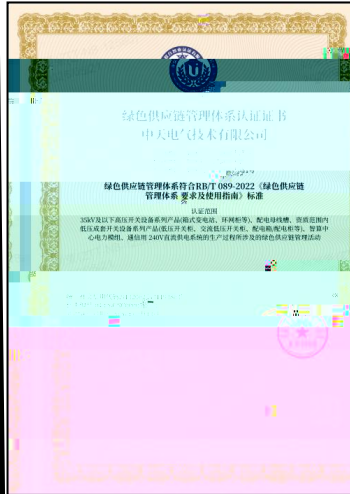 绿色供应链管理体系认证证书
中天电气技术有限公司
绿色供应链管理体系符合RB/T 089-2022《绿色供应链
管理体系 要求及使用指南》标准
认证范围
35kV及以下高压开关设备系列产品(箱式变电站、环网柜等)、配电母线槽、资质范围内
低压成套开关设备系列产品(低压开关柜、交流低压开关柜、配电箱/配电柜等)、智算中
心电力模组、通信用 240V直流供电系统的生产过程所涉及的绿色供应链管理活动